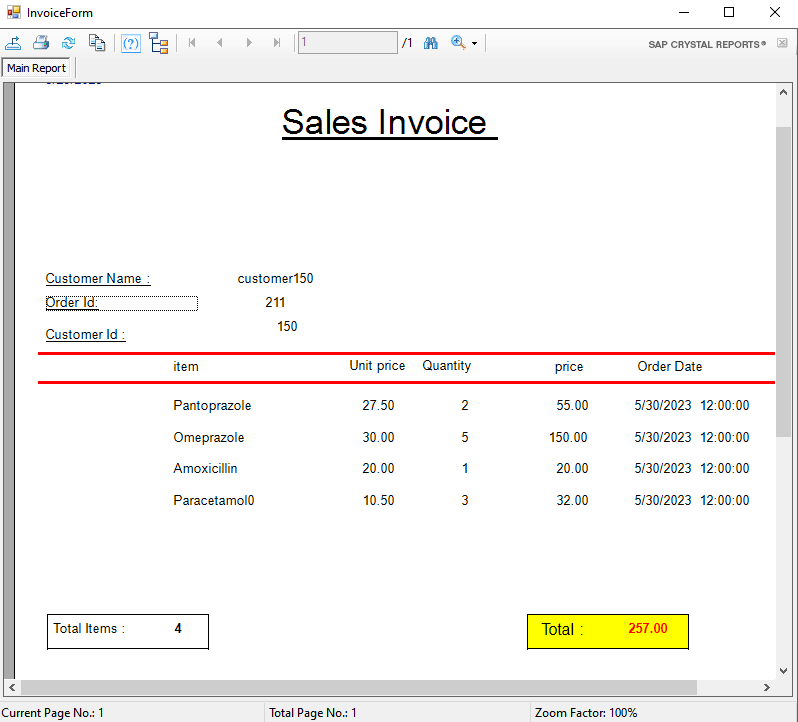 InvoiceForm
1 /1 SAP CRYSTAL REPORTS®
Main Report
Sales Invoice
Customer Name : customer150
Order Id: 211
Customer Id : 150
item Unit price Quantity price Order Date
Pantoprazole 27.50 2 55.00 5/30/2023 12:00:00
Omeprazole 30.00 5 150.00 5/30/2023 12:00:00
Amoxicillin 20.00 1 20.00 5/30/2023 12:00:00
Paracetamol0 10.50 3 32.00 5/30/2023 12:00:00
Total Items : 4 Total : 257.00
Current Page No.: 1 Total Page No.: 1 Zoom Factor: 100%